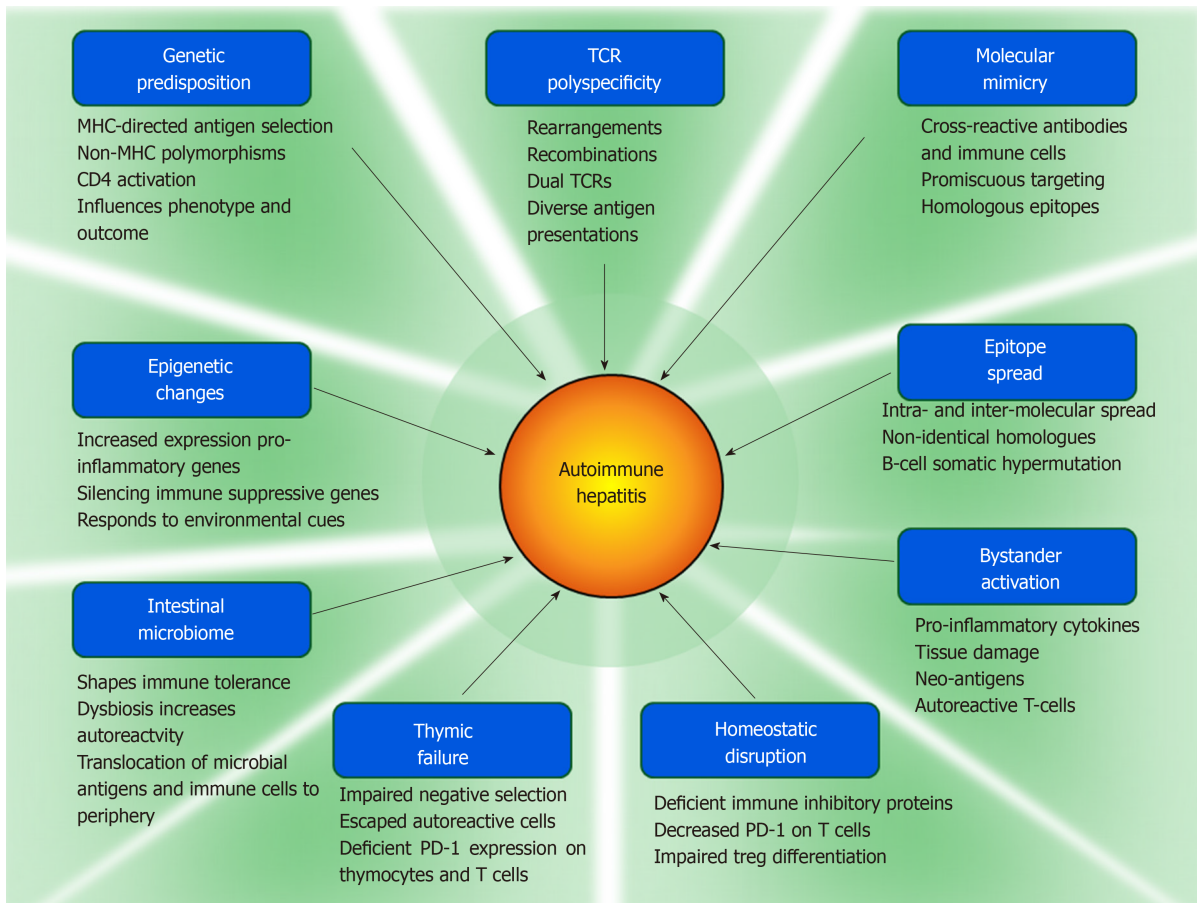 Genetic
predisposition
MHC-directed antigen selection
Non-MHC polymorphisms
CD4 activation
Influences phenotype and
outcome
TCR
polyspecificity
Rearrangements
Recombinations
Dual TCRs
Diverse antigen
presentations
Molecular
mimicry
Cross-reactive antibodies
and immune cells
Promiscuous targeting
Homologous epitopes
Epigenetic
changes
Increased expression pro-
inflammatory genes
Silencing immune suppressive genes
Responds to environmental cues
Autoimmune
hepatitis
Epitope
spread
Intra- and inter-molecular spread
Non-identical homologues
B-cell somatic hypermutation
Intestinal
microbiome
Shapes immune tolerance
Dysbiosis increases
autoreactvity
Translocation of microbial
antigens and immune cells to
periphery
Thymic
failure
Impaired negative selection
Escaped autoreactive cells
Deficient PD-1 expression on
thymocytes and T cells
Homeostatic
disruption
Deficient immune inhibitory proteins
Decreased PD-1 on T cells
Impaired treg differentiation
Bystander
activation
Pro-inflammatory cytokines
Tissue damage
Neo-antigens
Autoreactive T-cells